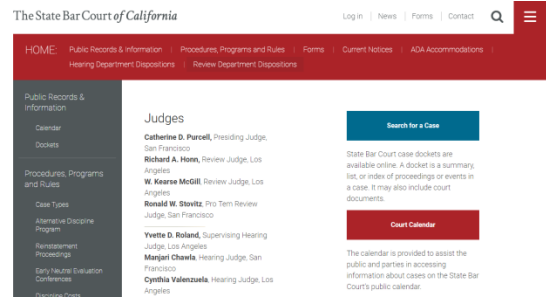 The State Bar Court of California
Log in | News | Forms | Contact
HOME: Public Records & Information | Procedures, Programs and Rules | Forms | Current Notices | ADA Accommodations |
Hearing Department Dispositions | Review Department Dispositions
Public Records &
Information
Calendar
Dockets
Procedures, Programs
and Rules
Case Types
Alternative Discipline
Program
Reinstatement
Proceedings
Early Neutral Evaluation
Conferences
Discipline Costs
Judges
Catherine D. Purcell, Presiding Judge,
San Francisco
Richard A. Honn, Review Judge, Los
Angeles
W. Kearse McGill, Review Judge, Los
Angeles
Ronald W. Stovitz, Pro Tem Review
Judge, San Francisco
Yvette D. Roland, Supervising Hearing
Judge, Los Angeles
Manjari Chawla, Hearing Judge, San
Francisco
Cynthia Valenzuela, Hearing Judge, Los
Angeles
Search for a Case
State Bar Court case dockets are
available online. A docket is a summary,
list, or index of proceedings or events in
a case. It may also include court
documents.
Court Calendar
The calendar is provided to assist the
public and parties in accessing
information about cases on the State Bar
Court's public calendar.